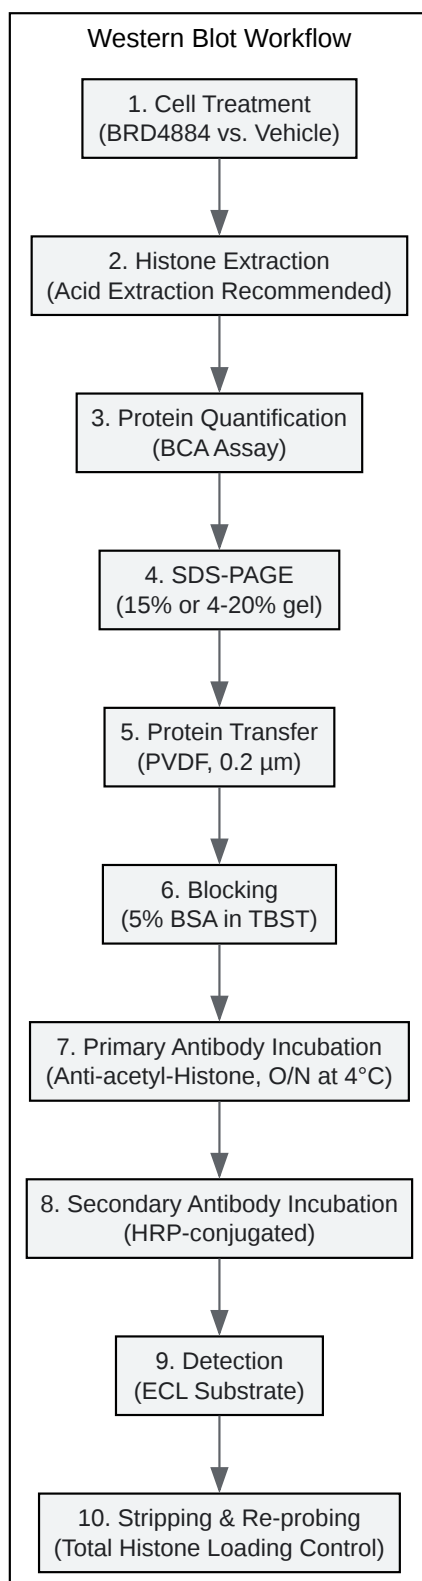 Western Blot Workflow
1. Cell Treatment
(BRD4884 vs. Vehicle)
2. Histone Extraction
(Acid Extraction Recommended)
3. Protein Quantification
(BCA Assay)
4. SDS-PAGE
(15% or 4-20% gel)
5. Protein Transfer
(PVDF, 0.2 µm)
6. Blocking
(5% BSA in TBST)
7. Primary Antibody Incubation
(Anti-acetyl-Histone, O/N at 4°C)
8. Secondary Antibody Incubation
(HRP-conjugated)
9. Detection
(ECL Substrate)
10. Stripping & Re-probing
(Total Histone Loading Control)